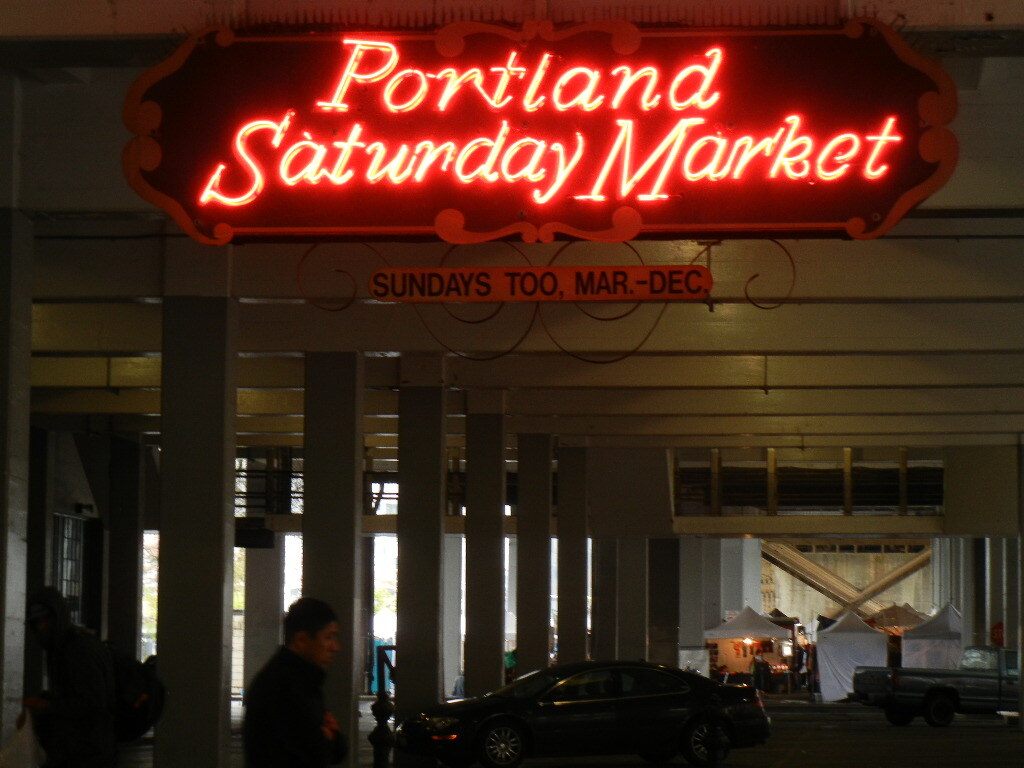 Portland
Saturday Market
SUNDAYS TOO, MAR.-DEC.